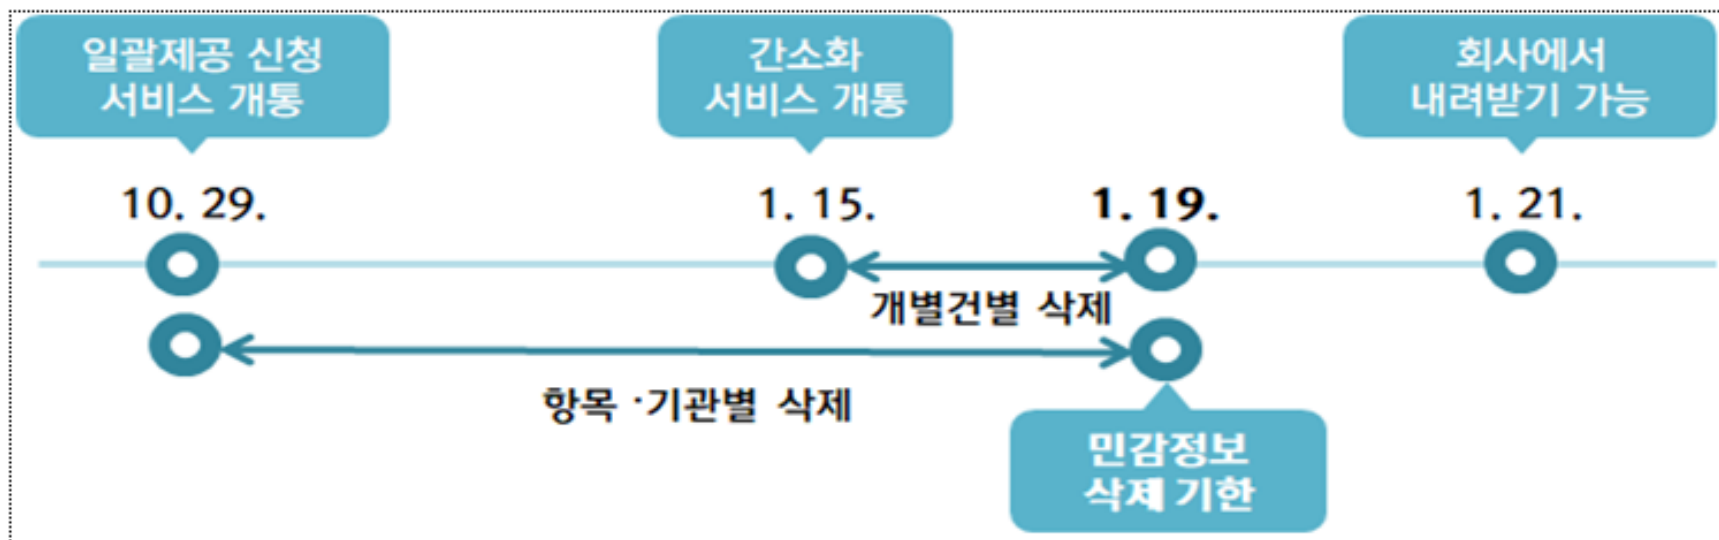 일괄제공 신청
서비스 개통
간소화
서비스 개통
회사에서
내려받기 가능
10. 29.
1. 15.
1. 19.
1. 21.
개별건별 삭제
항목 ·기관별 삭제
민감정보
삭제 기한